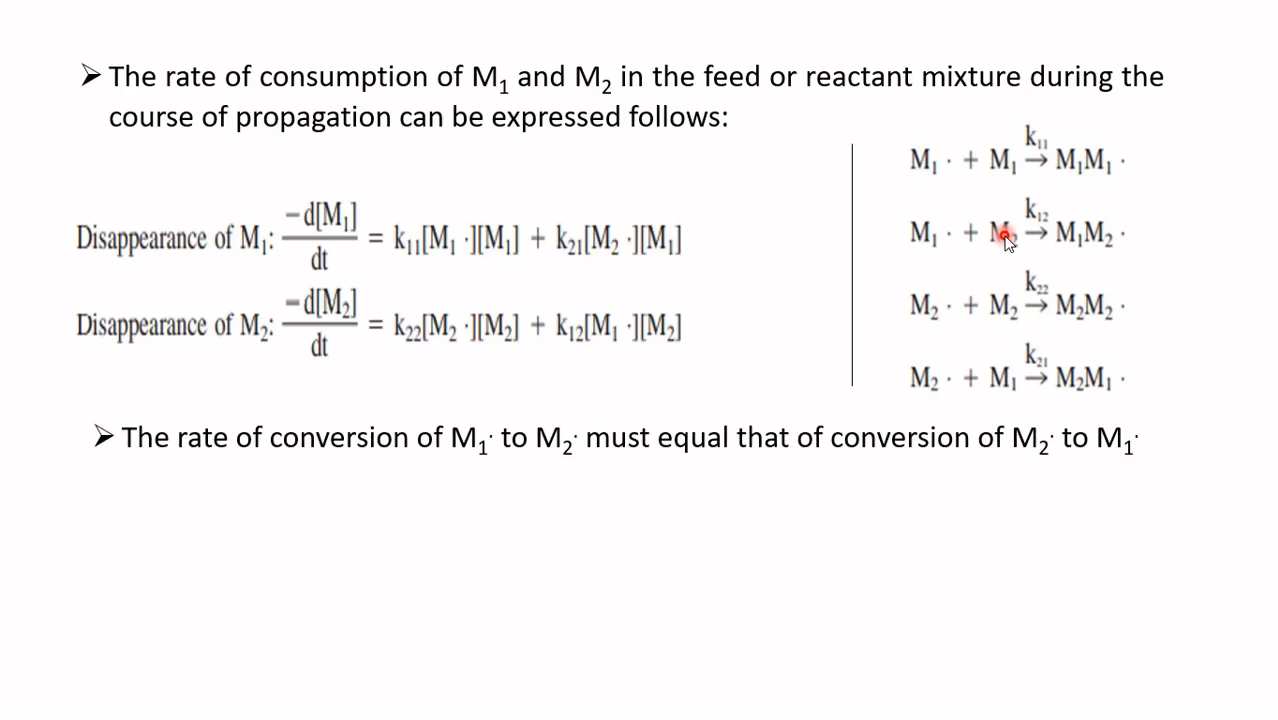 ➢ The rate of consumption of M₁ and M₂ in the feed or reactant mixture during the
course of propagation can be expressed follows:
Disappearance of M₁: −d[M₁]/dt = k₁₁[M₁ ·][M₁] + k₂₁[M₂ ·][M₁]
Disappearance of M₂: −d[M₂]/dt = k₂₂[M₂ ·][M₂] + k₁₂[M₁ ·][M₂]
k₁₁
M₁ · + M₁ → M₁M₁ ·
k₁₂
M₁ · + M₂ → M₁M₂ ·
k₂₂
M₂ · + M₂ → M₂M₂ ·
k₂₁
M₂ · + M₁ → M₂M₁ ·
➢ The rate of conversion of M₁· to M₂· must equal that of conversion of M₂· to M₁·